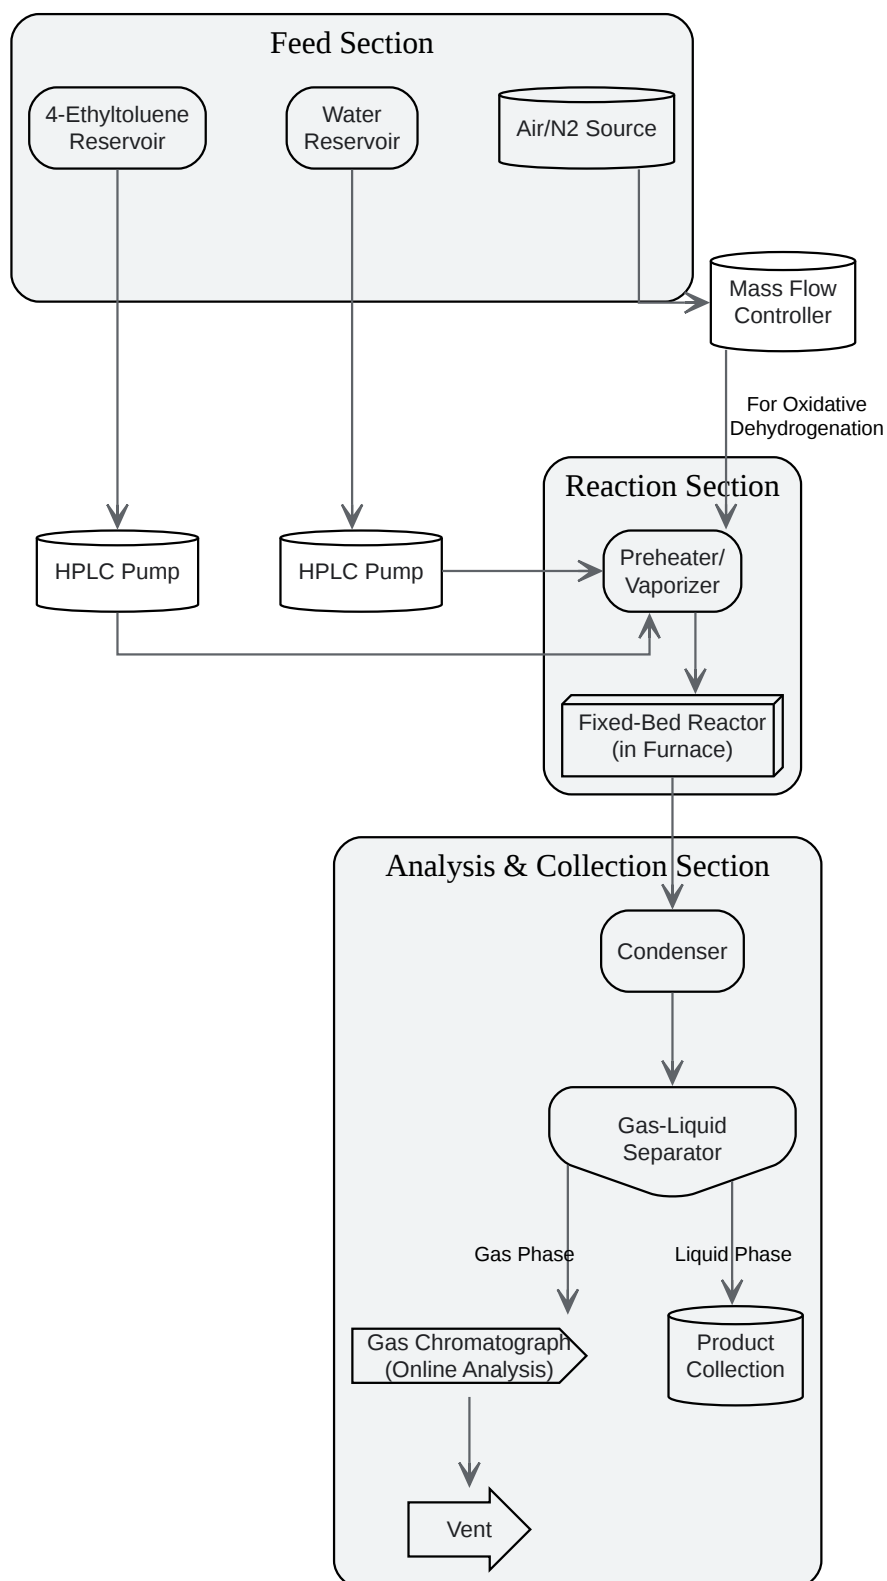 Feed Section
4-Ethyltoluene
Reservoir
Water
Reservoir
Air/N2 Source
Mass Flow
Controller
For Oxidative
Dehydrogenation
Reaction Section
HPLC Pump
HPLC Pump
Preheater/
Vaporizer
Fixed-Bed Reactor
(in Furnace)
Analysis & Collection Section
Condenser
Gas-Liquid
Separator
Gas Phase
Liquid Phase
Gas Chromatograph
(Online Analysis)
Product
Collection
Vent